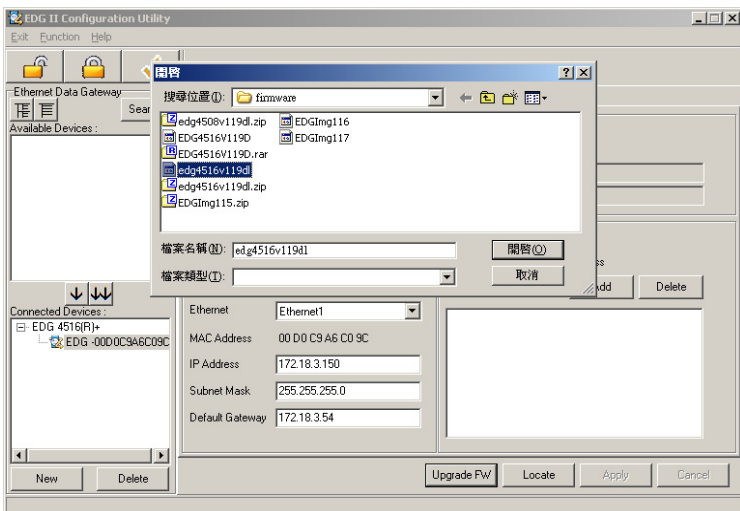 EDG II Configuration Utility
Exit Function Help
Ethernet Data Gateway
Sear
Available Devices :
開啓
搜尋位置(I):
firmware
edg4508v119dl.zip
EDG4516V119D
EDG4516V119D.rar
edg4516v119dl
edg4516v119dl.zip
EDGImg115.zip
EDGImg116
EDGImg117
檔案名稱(N):
edg4516v119dl
開啓(O)
檔案類型(T):
取消
ss
dd
Delete
Connected Devices :
EDG 4516(R)+
EDG -00D0C9A6C09C
Ethernet
Ethernet1
MAC Address
00 D0 C9 A6 C0 9C
IP Address
172.18.3.150
Subnet Mask
255.255.255.0
Default Gateway
172.18.3.54
New
Delete
Upgrade FW
Locate
Apply
Cancel